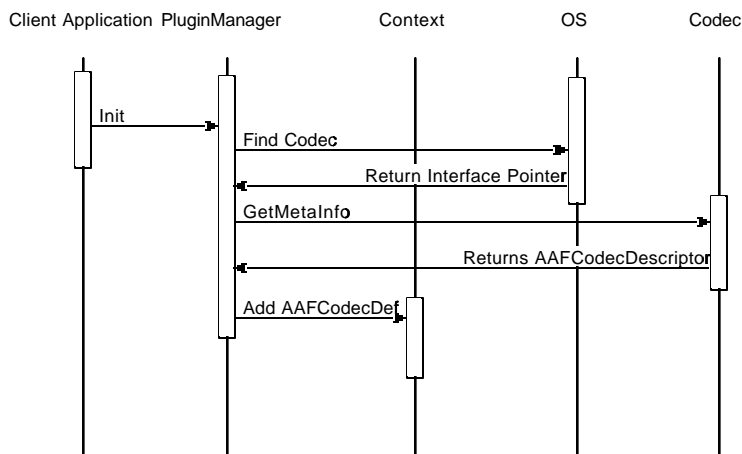 Client Application PluginManager Context OS Codec
Init
Find Codec
Return Interface Pointer
GetMetaInfo
Returns AAFCodecDescriptor
Add AAFCodecDef